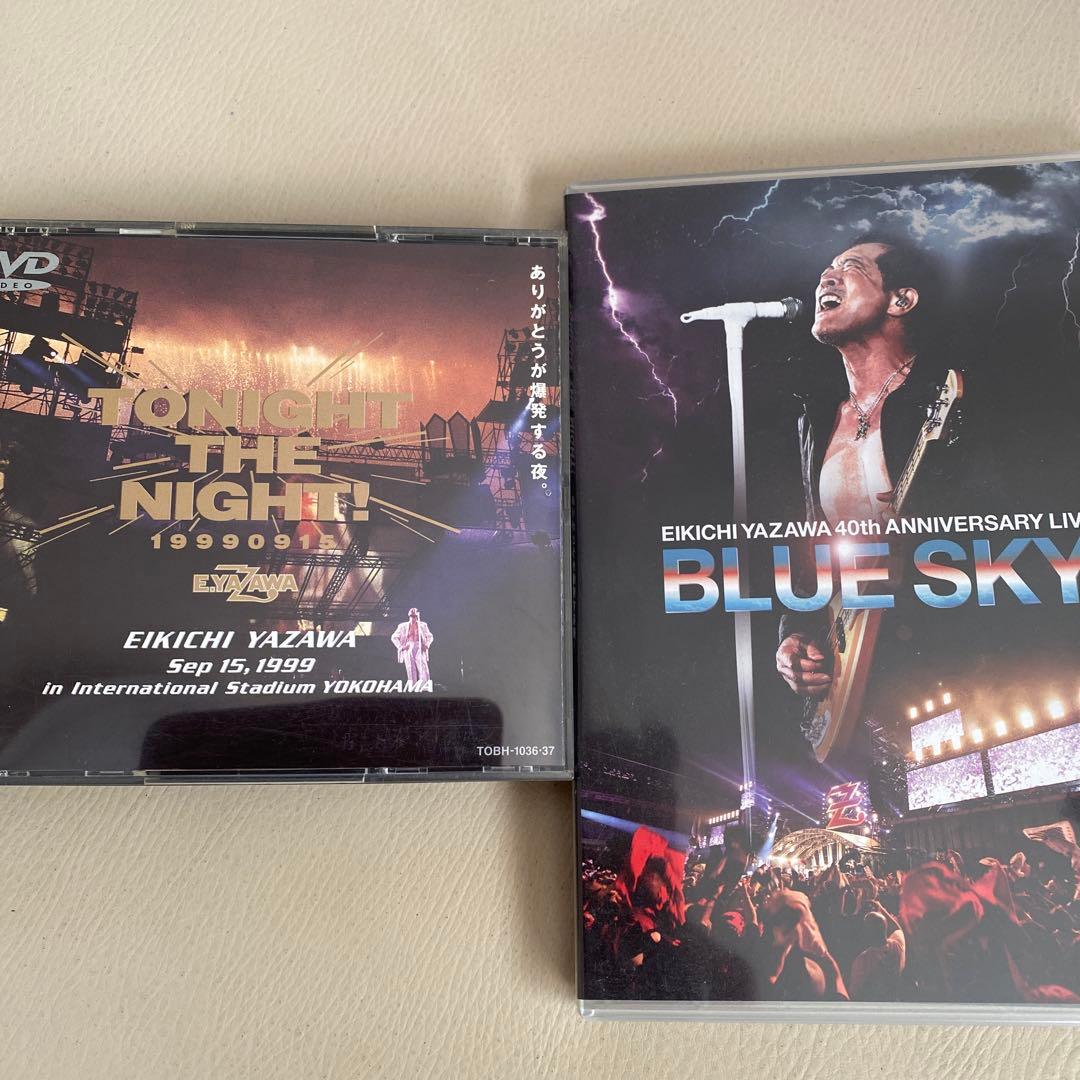 DVD
VIDEO
ありがとうが爆発する夜。
TONIGHT
THE
NIGHT!
19990915
E.YAZAWA
EIKICHI YAZAWA
Sep 15, 1999
in International Stadium YOKOHAMA
TOBH-1036·37
EIKICHI YAZAWA 40th ANNIVERSARY LIV
BLUE SKY
Z